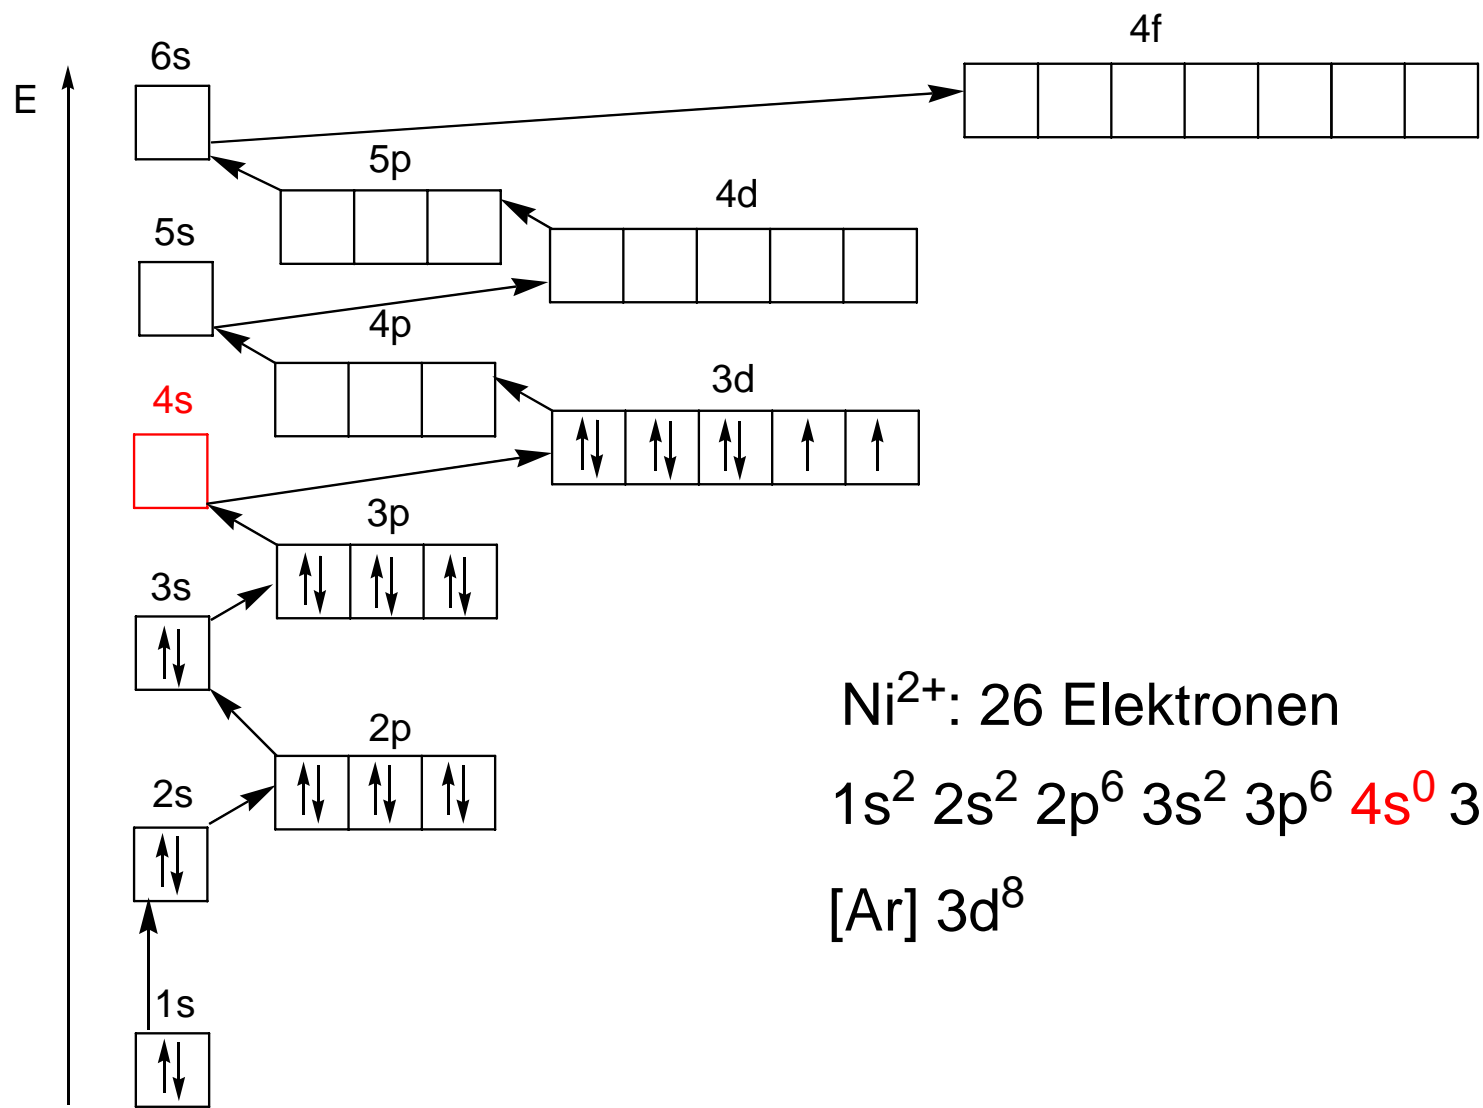 4f
6s
E
5p
4d
5s
4p
3d
4s
3p
3s
Ni²⁺: 26 Elektronen
2p
1s² 2s² 2p⁶ 3s² 3p⁶ 4s⁰ 3
2s
[Ar] 3d⁸
1s